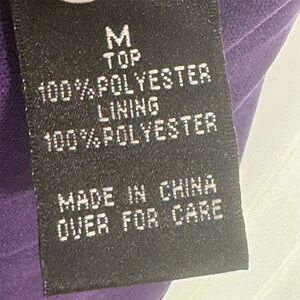 M
TOP
100%POLYESTER
LINING
100%POLYESTER
MADE IN CHINA
OVER FOR CARE